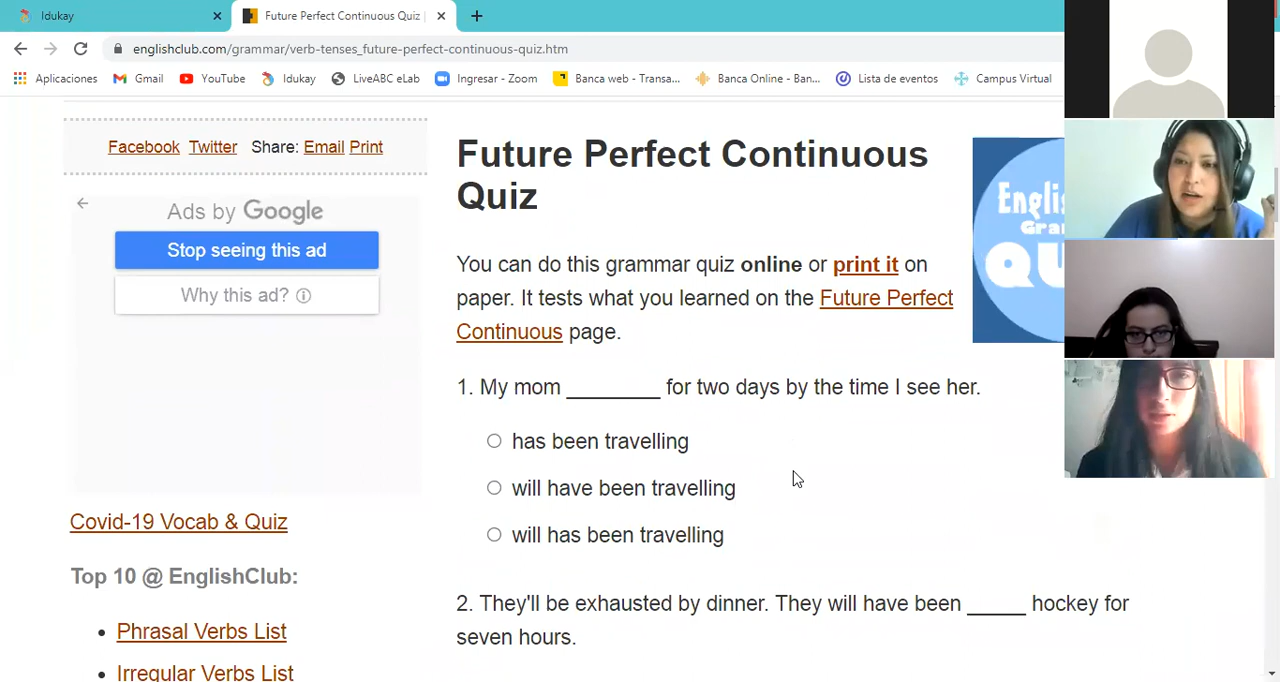 Idukay
Future Perfect Continuous Quiz |
englishclub.com/grammar/verb-tenses_future-perfect-continuous-quiz.htm
Aplicaciones Gmail YouTube Idukay LiveABC eLab Ingresar - Zoom Banca web - Transa... Banca Online - Ban... Lista de eventos Campus Virtual
Facebook Twitter Share: Email Print
Ads by Google
Stop seeing this ad
Why this ad?
Covid-19 Vocab & Quiz
Top 10 @ EnglishClub:
• Phrasal Verbs List
• Irregular Verbs List
Future Perfect Continuous
Quiz
You can do this grammar quiz online or print it on
paper. It tests what you learned on the Future Perfect
Continuous page.
1. My mom ________ for two days by the time I see her.
has been travelling
will have been travelling
will has been travelling
2. They'll be exhausted by dinner. They will have been _____ hockey for
seven hours.
Englis
Gra
QU